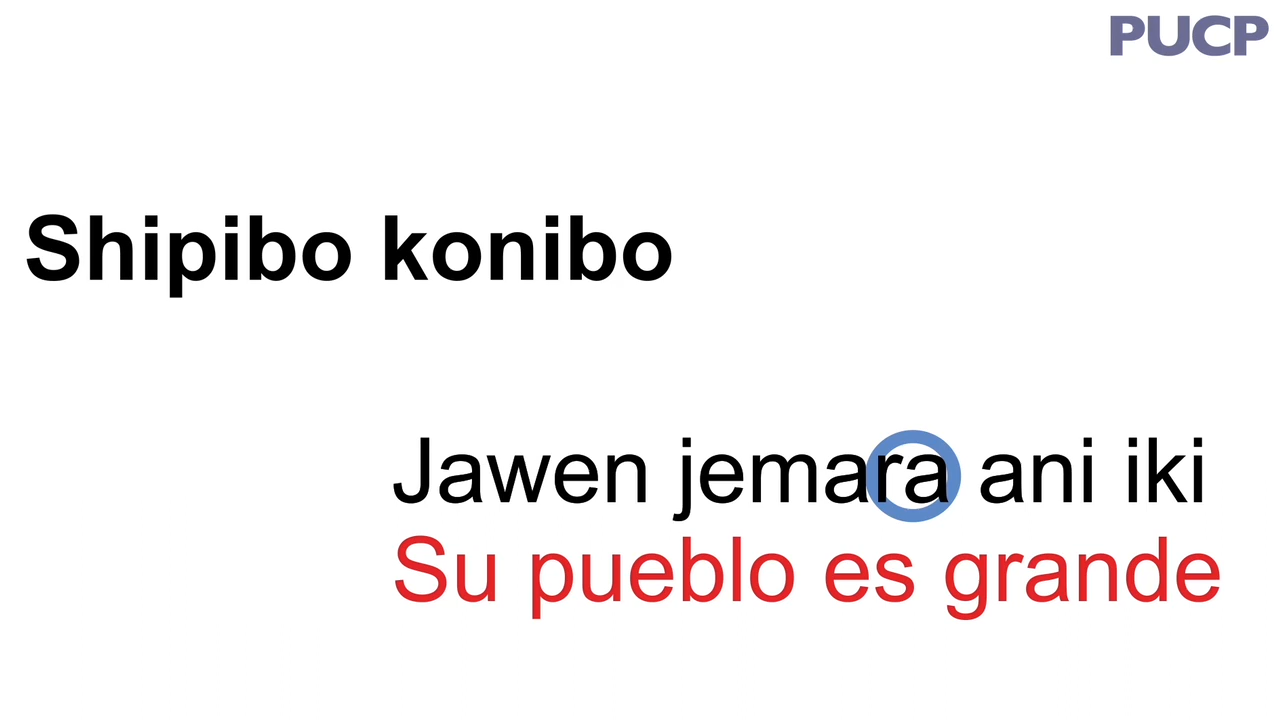 PUCP
Shipibo konibo
Jawen jemara ani iki
Su pueblo es grande